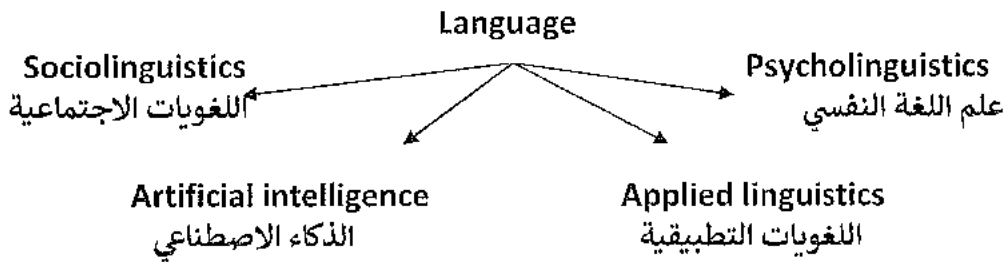 Language
Sociolinguistics
اللغويات الاجتماعية
Psycholinguistics
علم اللغة النفسي
Artificial intelligence
الذكاء الاصطناعي
Applied linguistics
اللغويات التطبيقية